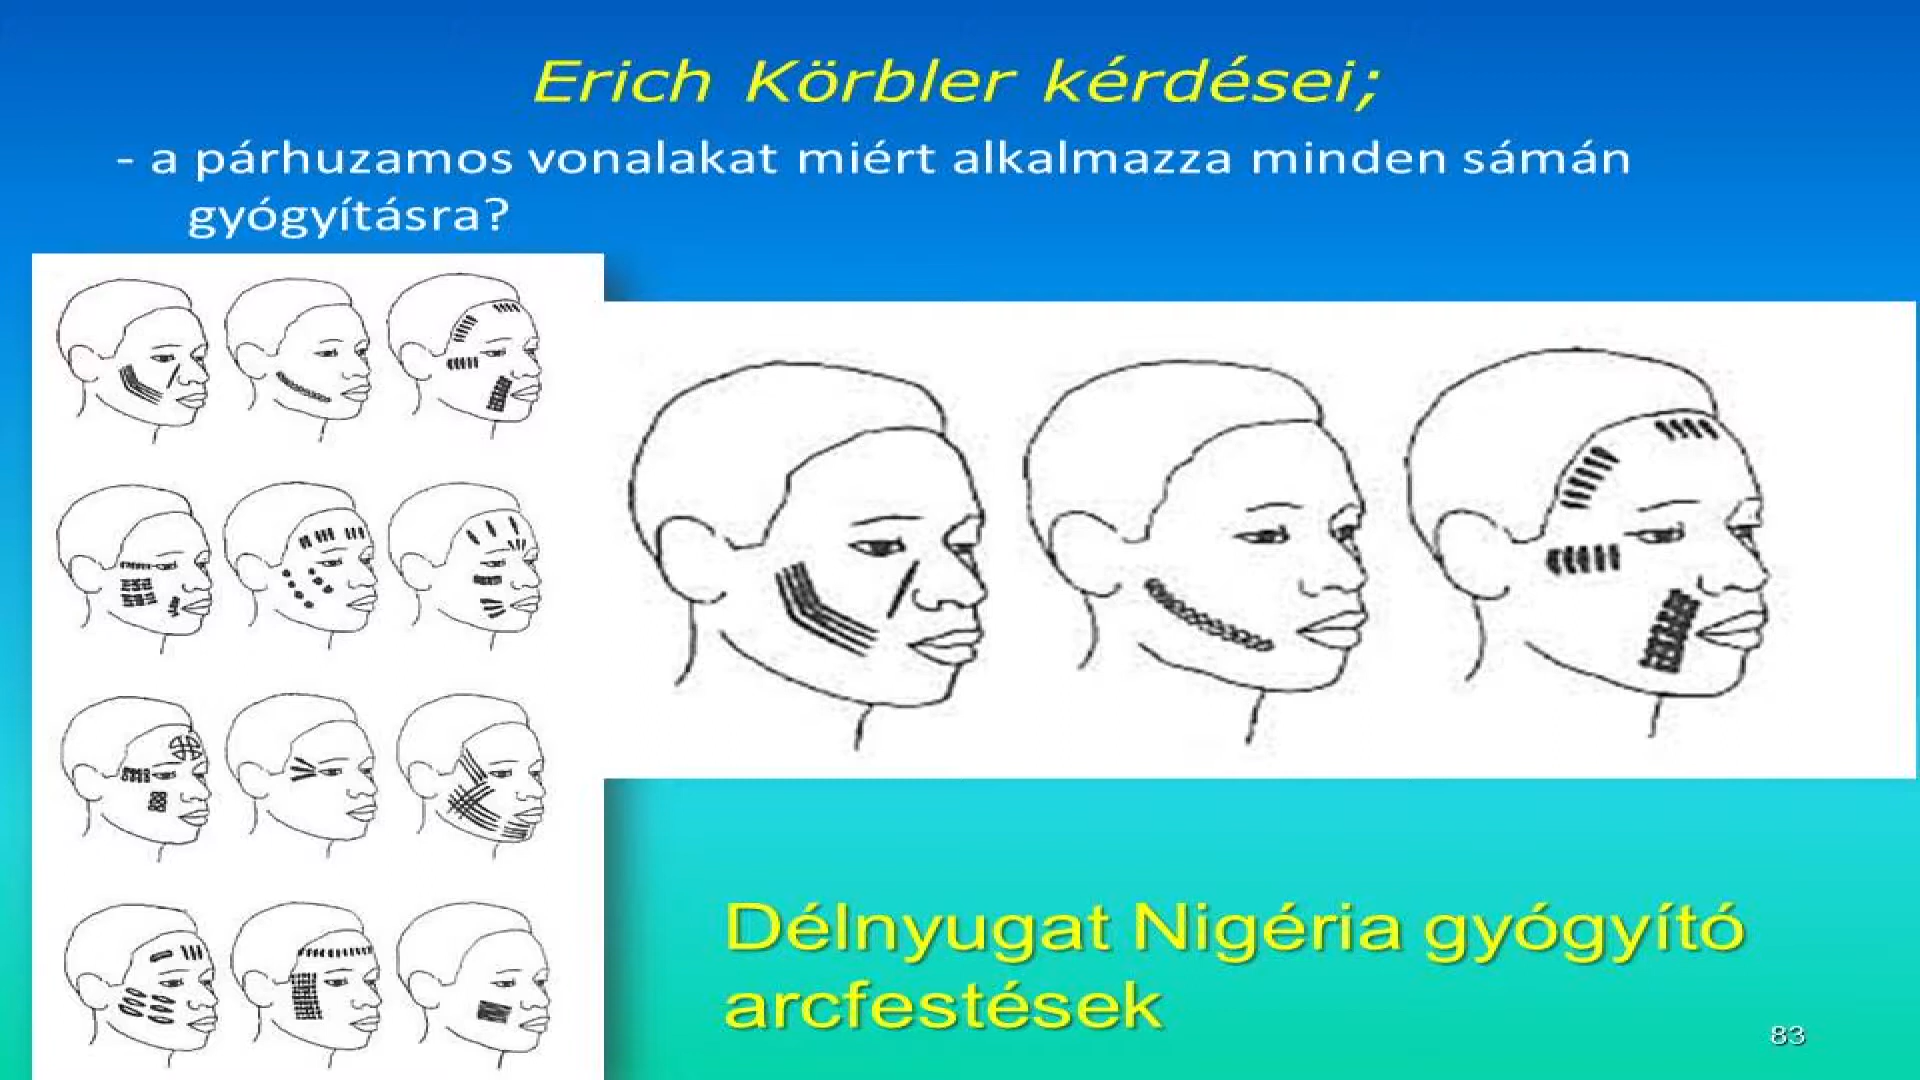 Erich Körbler kérdései;
- a párhuzamos vonalakat miért alkalmazza minden sámán
gyógyításra?
Délnyugat Nigéria gyógyító
arcfestések
83